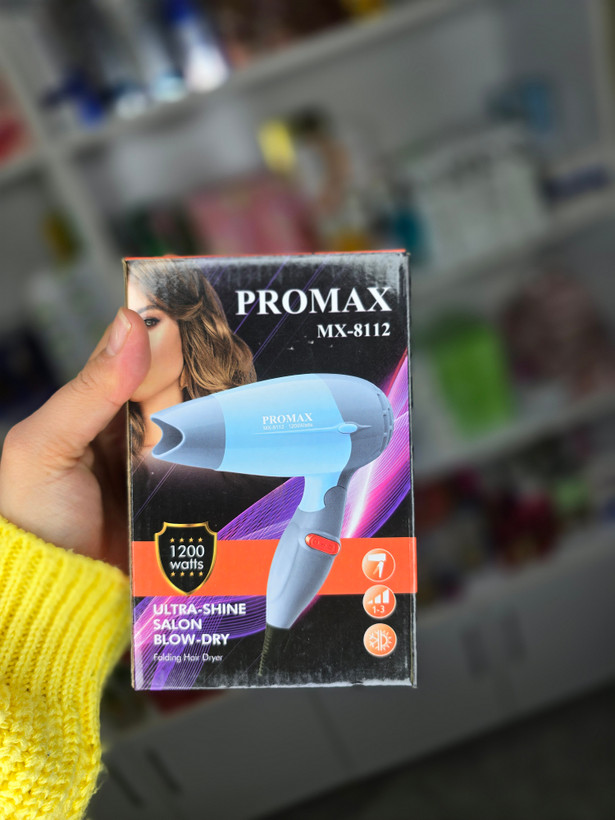 PROMAX
MX-8112
PROMAX
1200
watts
ULTRA-SHINE
SALON
BLOW-DRY
Folding Hair Dryer
1-3